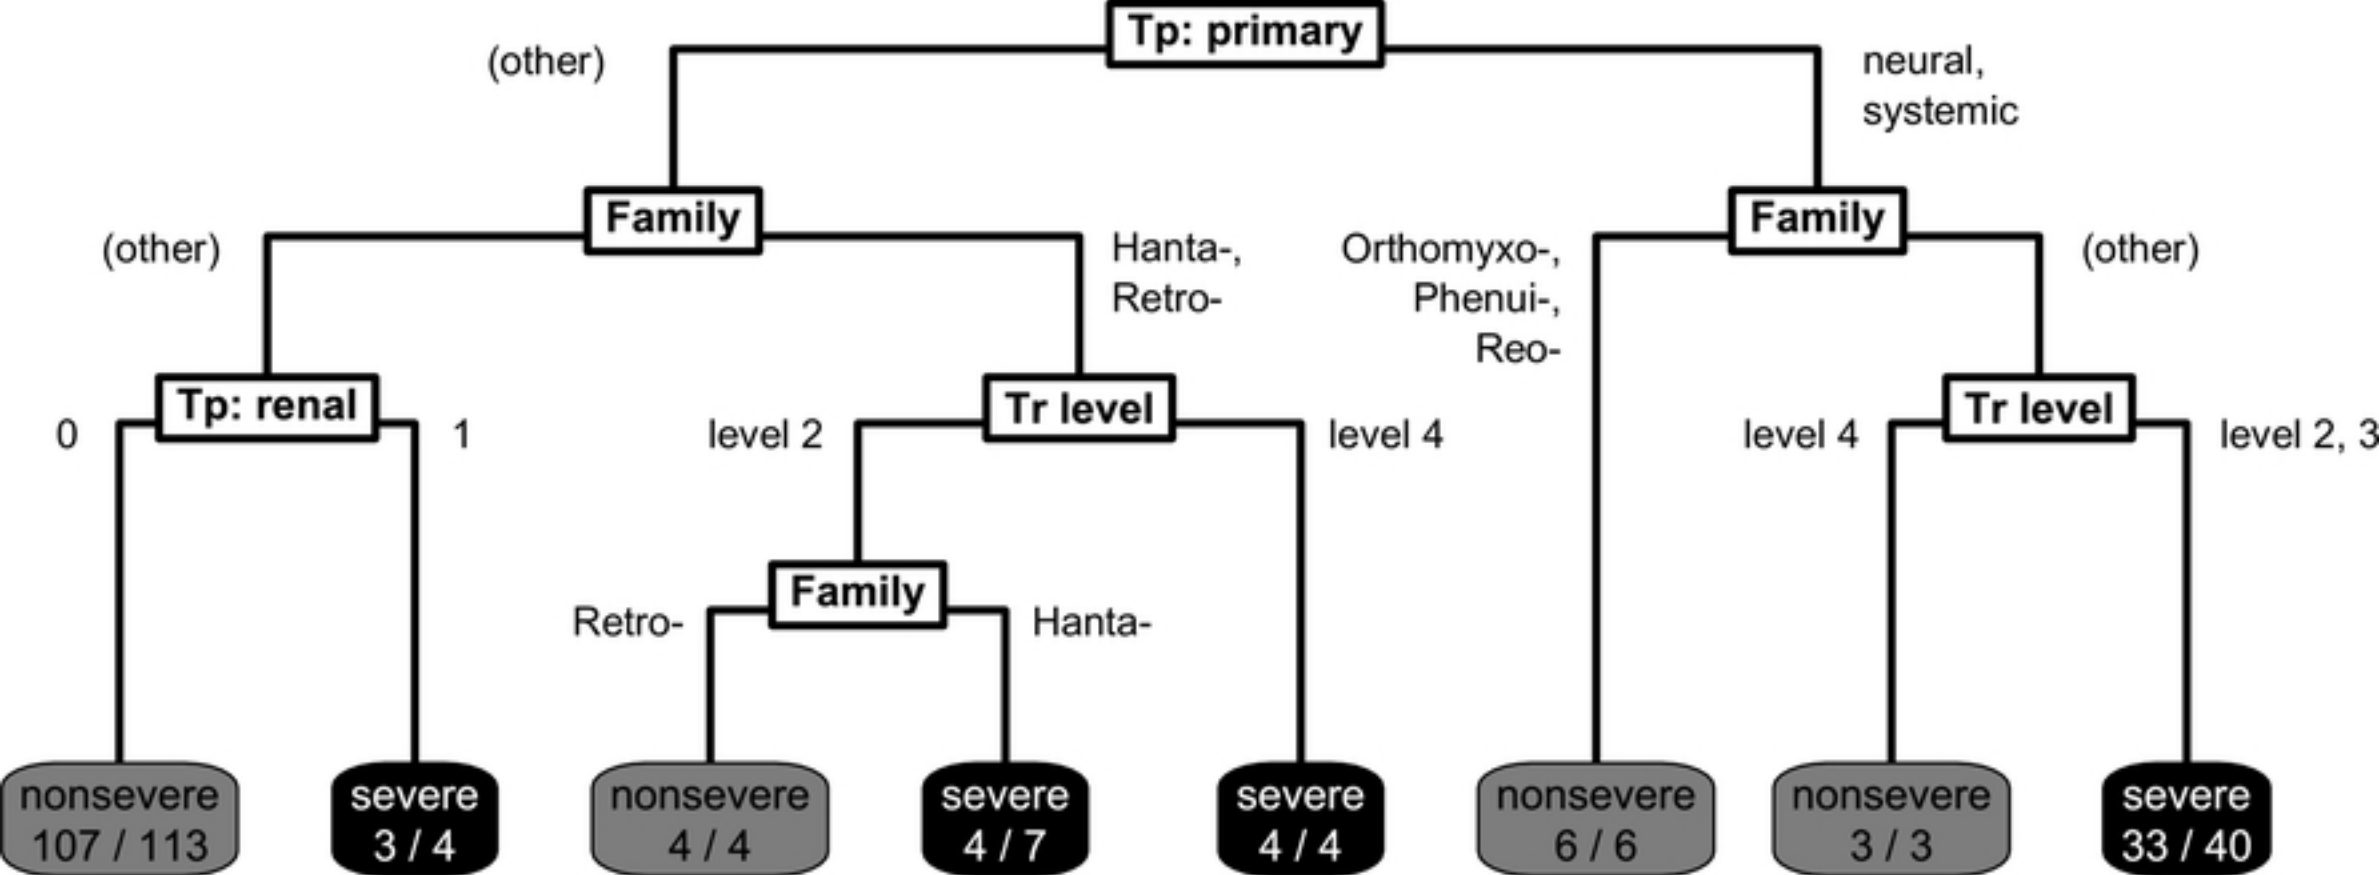 Tp: primary
(other)
neural,
systemic
Family
Family
(other)
Hanta-,
Retro-
Orthomyxo-,
Phenui-,
Reo-
(other)
Tp: renal
Tr level
Tr level
0
1
level 2
level 4
level 4
level 2, 3
Family
Retro-
Hanta-
nonsevere
107 / 113
severe
3 / 4
nonsevere
4 / 4
severe
4 / 7
severe
4 / 4
nonsevere
6 / 6
nonsevere
3 / 3
severe
33 / 40